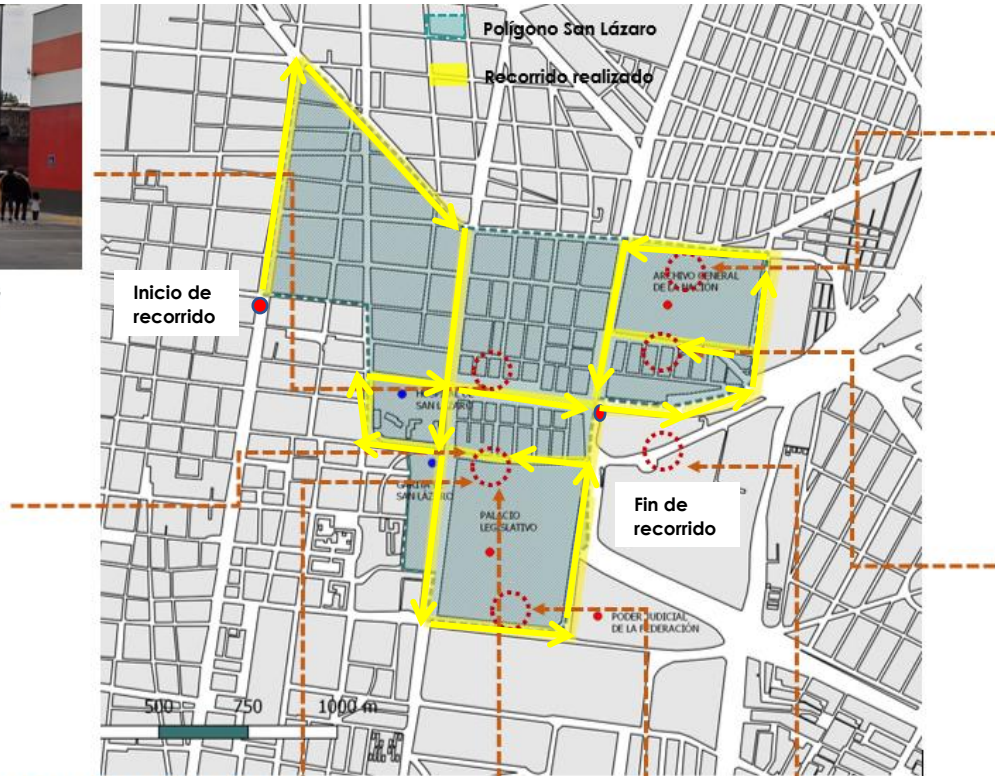 Polígono San Lázaro
Recorrido realizado
ARCHIVO GENERAL
DE LA NACIÓN
Inicio de
recorrido
SAN LÁZARO
SAN LÁZARO
PALACIO
LEGISLATIVO
Fin de
recorrido
PODER JUDICIAL
DE LA FEDERACIÓN
500 750 1000 m